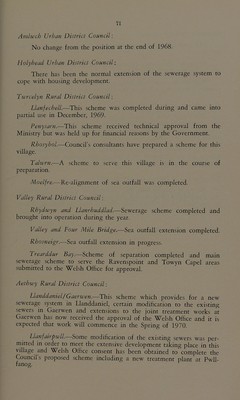 71
Amlwch Urban District Council:
No change from the position at the end of 1968.
Holyhead Urban District Council:
There has been the normal extension of the sewerage system to
cope with housing development.
Twrcelyn Rural District Council:
Llanfechell.—This scheme was completed during and came into
partial use in December, 1969.
Penysarn.—This scheme received technical approval from the
Ministry but was held up for financial reasons by the Government.
Rhosybol.—Council's consultants have prepared a scheme for this
village.
Talwrn.—A scheme to serve this village is in the course of
preparation.
Moelfre.—Re-alignment of sea outfall was completed.
Valley Rural District Council:
Rhydwyn and Llanrhuddlad.—Sewerage scheme completed and
brought into operation during the year.
Valley and Four Mile Bridge.—Sea outfall extension completed.
Rhosneigr.—Sea outfall extension in progress.
Trearddur Bay.—Scheme of separation completed and main
sewerage scheme to serve the Ravenspoint and Towyn Capel areas
submitted to the Welsh Office for approval.
Aethwy Rural District Council:
Llanddaniel/Gaerwen.—This scheme which provides for a new
sewerage system in Llanddaniel, certain modification to the existing
sewers in Gaerwen and extensions to the joint treatment works at
Gaerwen has now received the approval of the Welsh Office and it is
expected that work will commence in the Spring of 1970.
Llanfairpwll.—Some modification of the existing sewers was per-
mitted in order to meet the extensive development taking place in this
village and Welsh Office consent has been obtained to complete the
Council's proposed scheme including a new treatment plant at Pwll-
fanog.